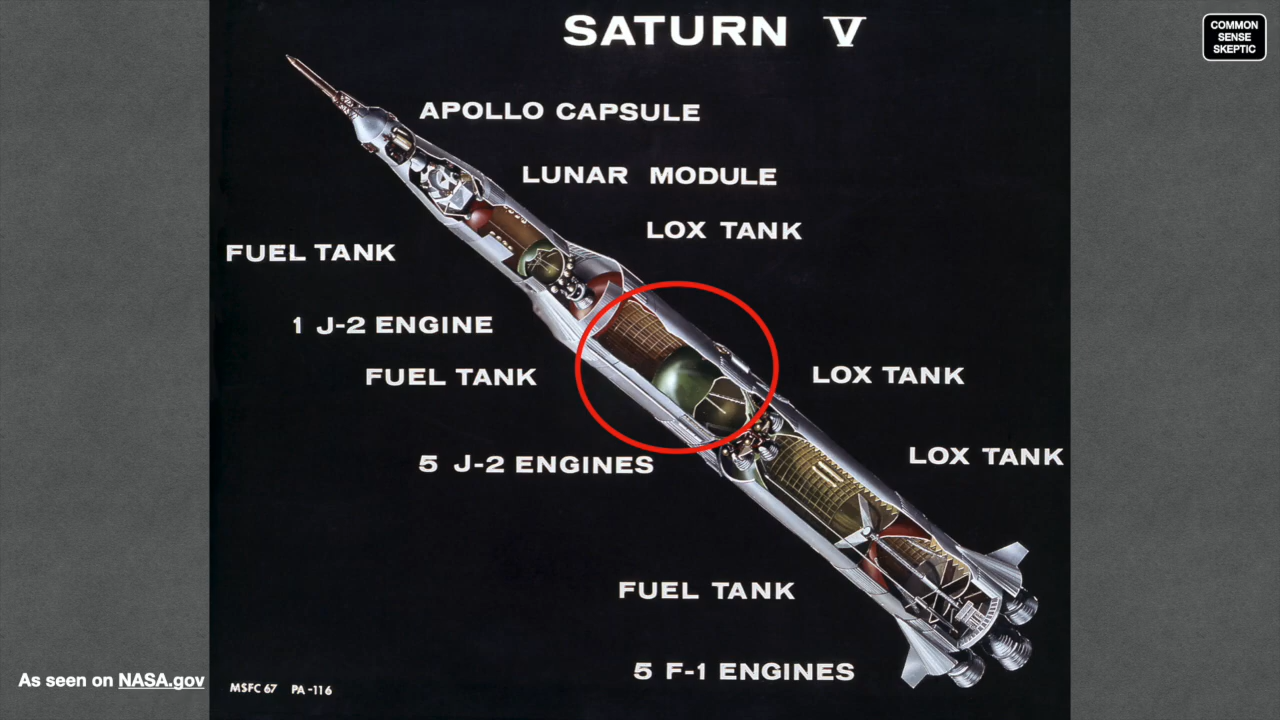 SATURN V
COMMON
SENSE
SKEPTIC
APOLLO CAPSULE
LUNAR MODULE
LOX TANK
FUEL TANK
1 J-2 ENGINE
FUEL TANK
LOX TANK
5 J-2 ENGINES
LOX TANK
FUEL TANK
5 F-1 ENGINES
As seen on NASA.gov
MSFC 67 PA-116